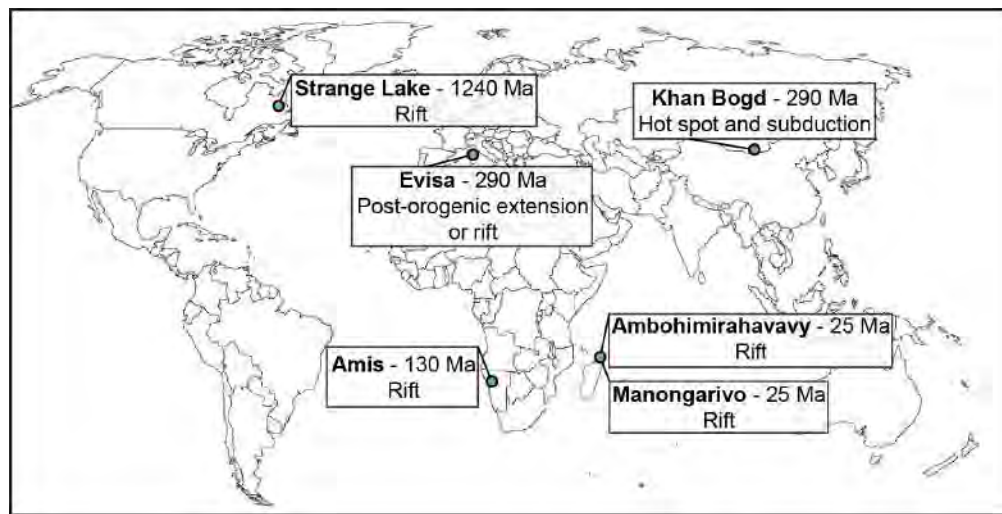 Strange Lake - 1240 Ma
Rift
Khan Bogd - 290 Ma
Hot spot and subduction
Evisa - 290 Ma
Post-orogenic extension
or rift
Ambohimirahavavy - 25 Ma
Rift
Amis - 130 Ma
Rift
Manongarivo - 25 Ma
Rift